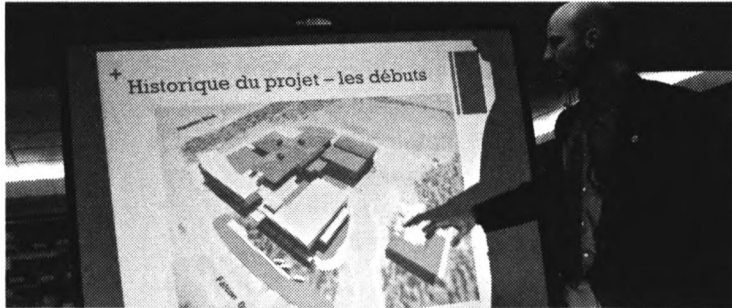 + Historique du projet – les débuts